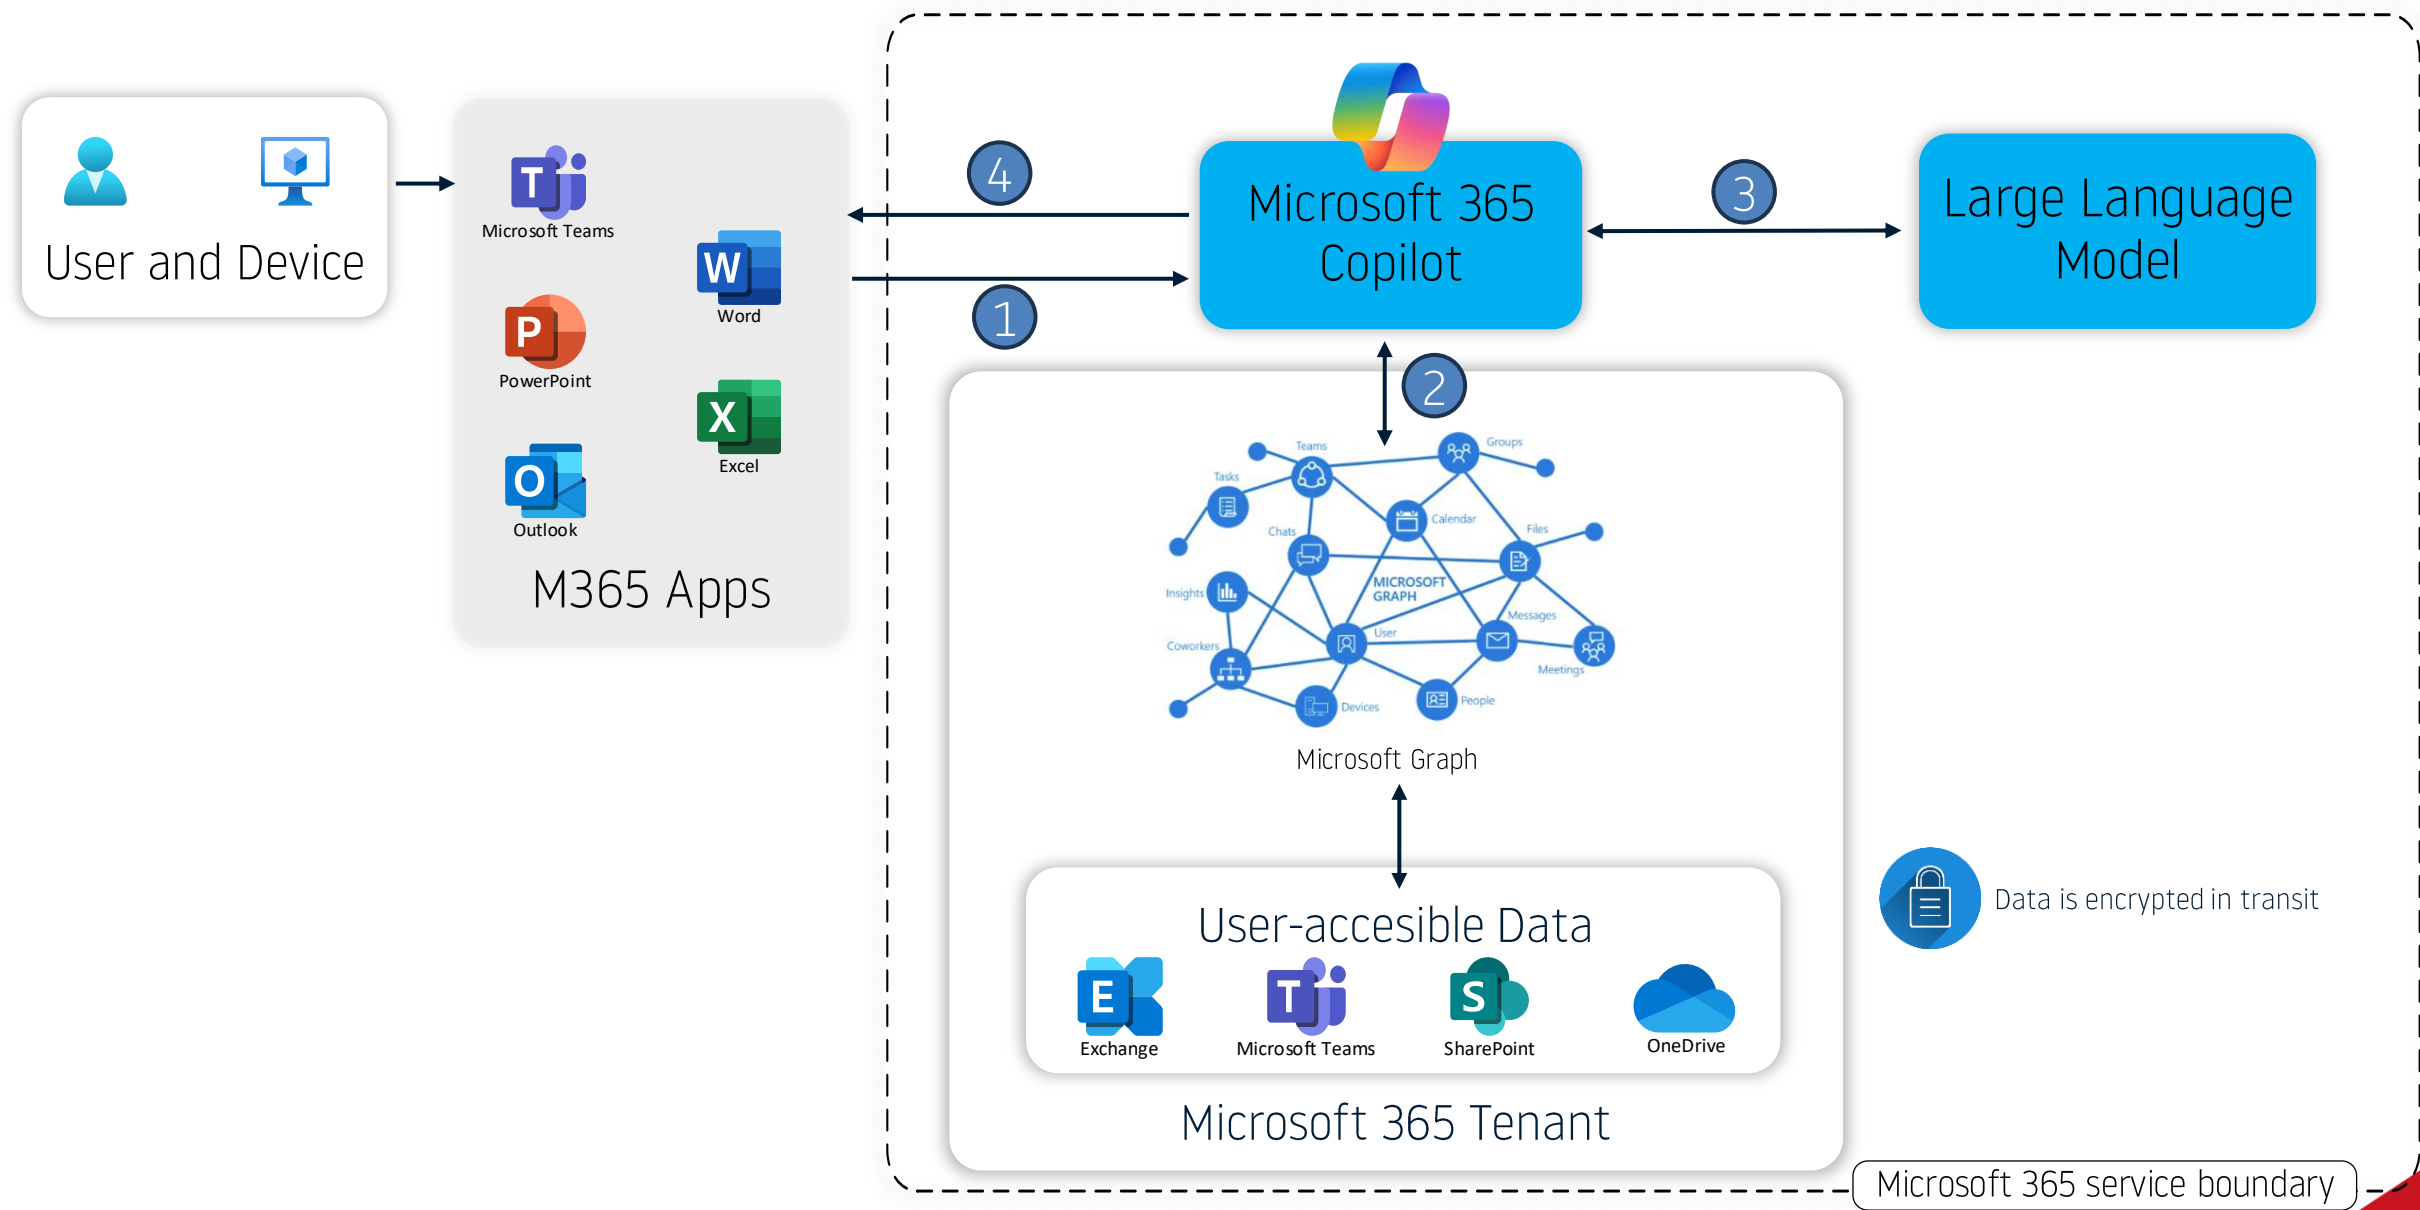 User and Device
T
Microsoft Teams
W
Word
P
PowerPoint
X
Excel
O
Outlook
M365 Apps
4
1
Microsoft 365
Copilot
3
Large Language
Model
2
Teams
Groups
Tasks
Calendar
Chats
Files
MICROSOFT
GRAPH
Insights
Messages
User
Coworkers
Meetings
Devices
People
Microsoft Graph
User-accesible Data
E
Exchange
T
Microsoft Teams
S
SharePoint
OneDrive
Microsoft 365 Tenant
Data is encrypted in transit
Microsoft 365 service boundary